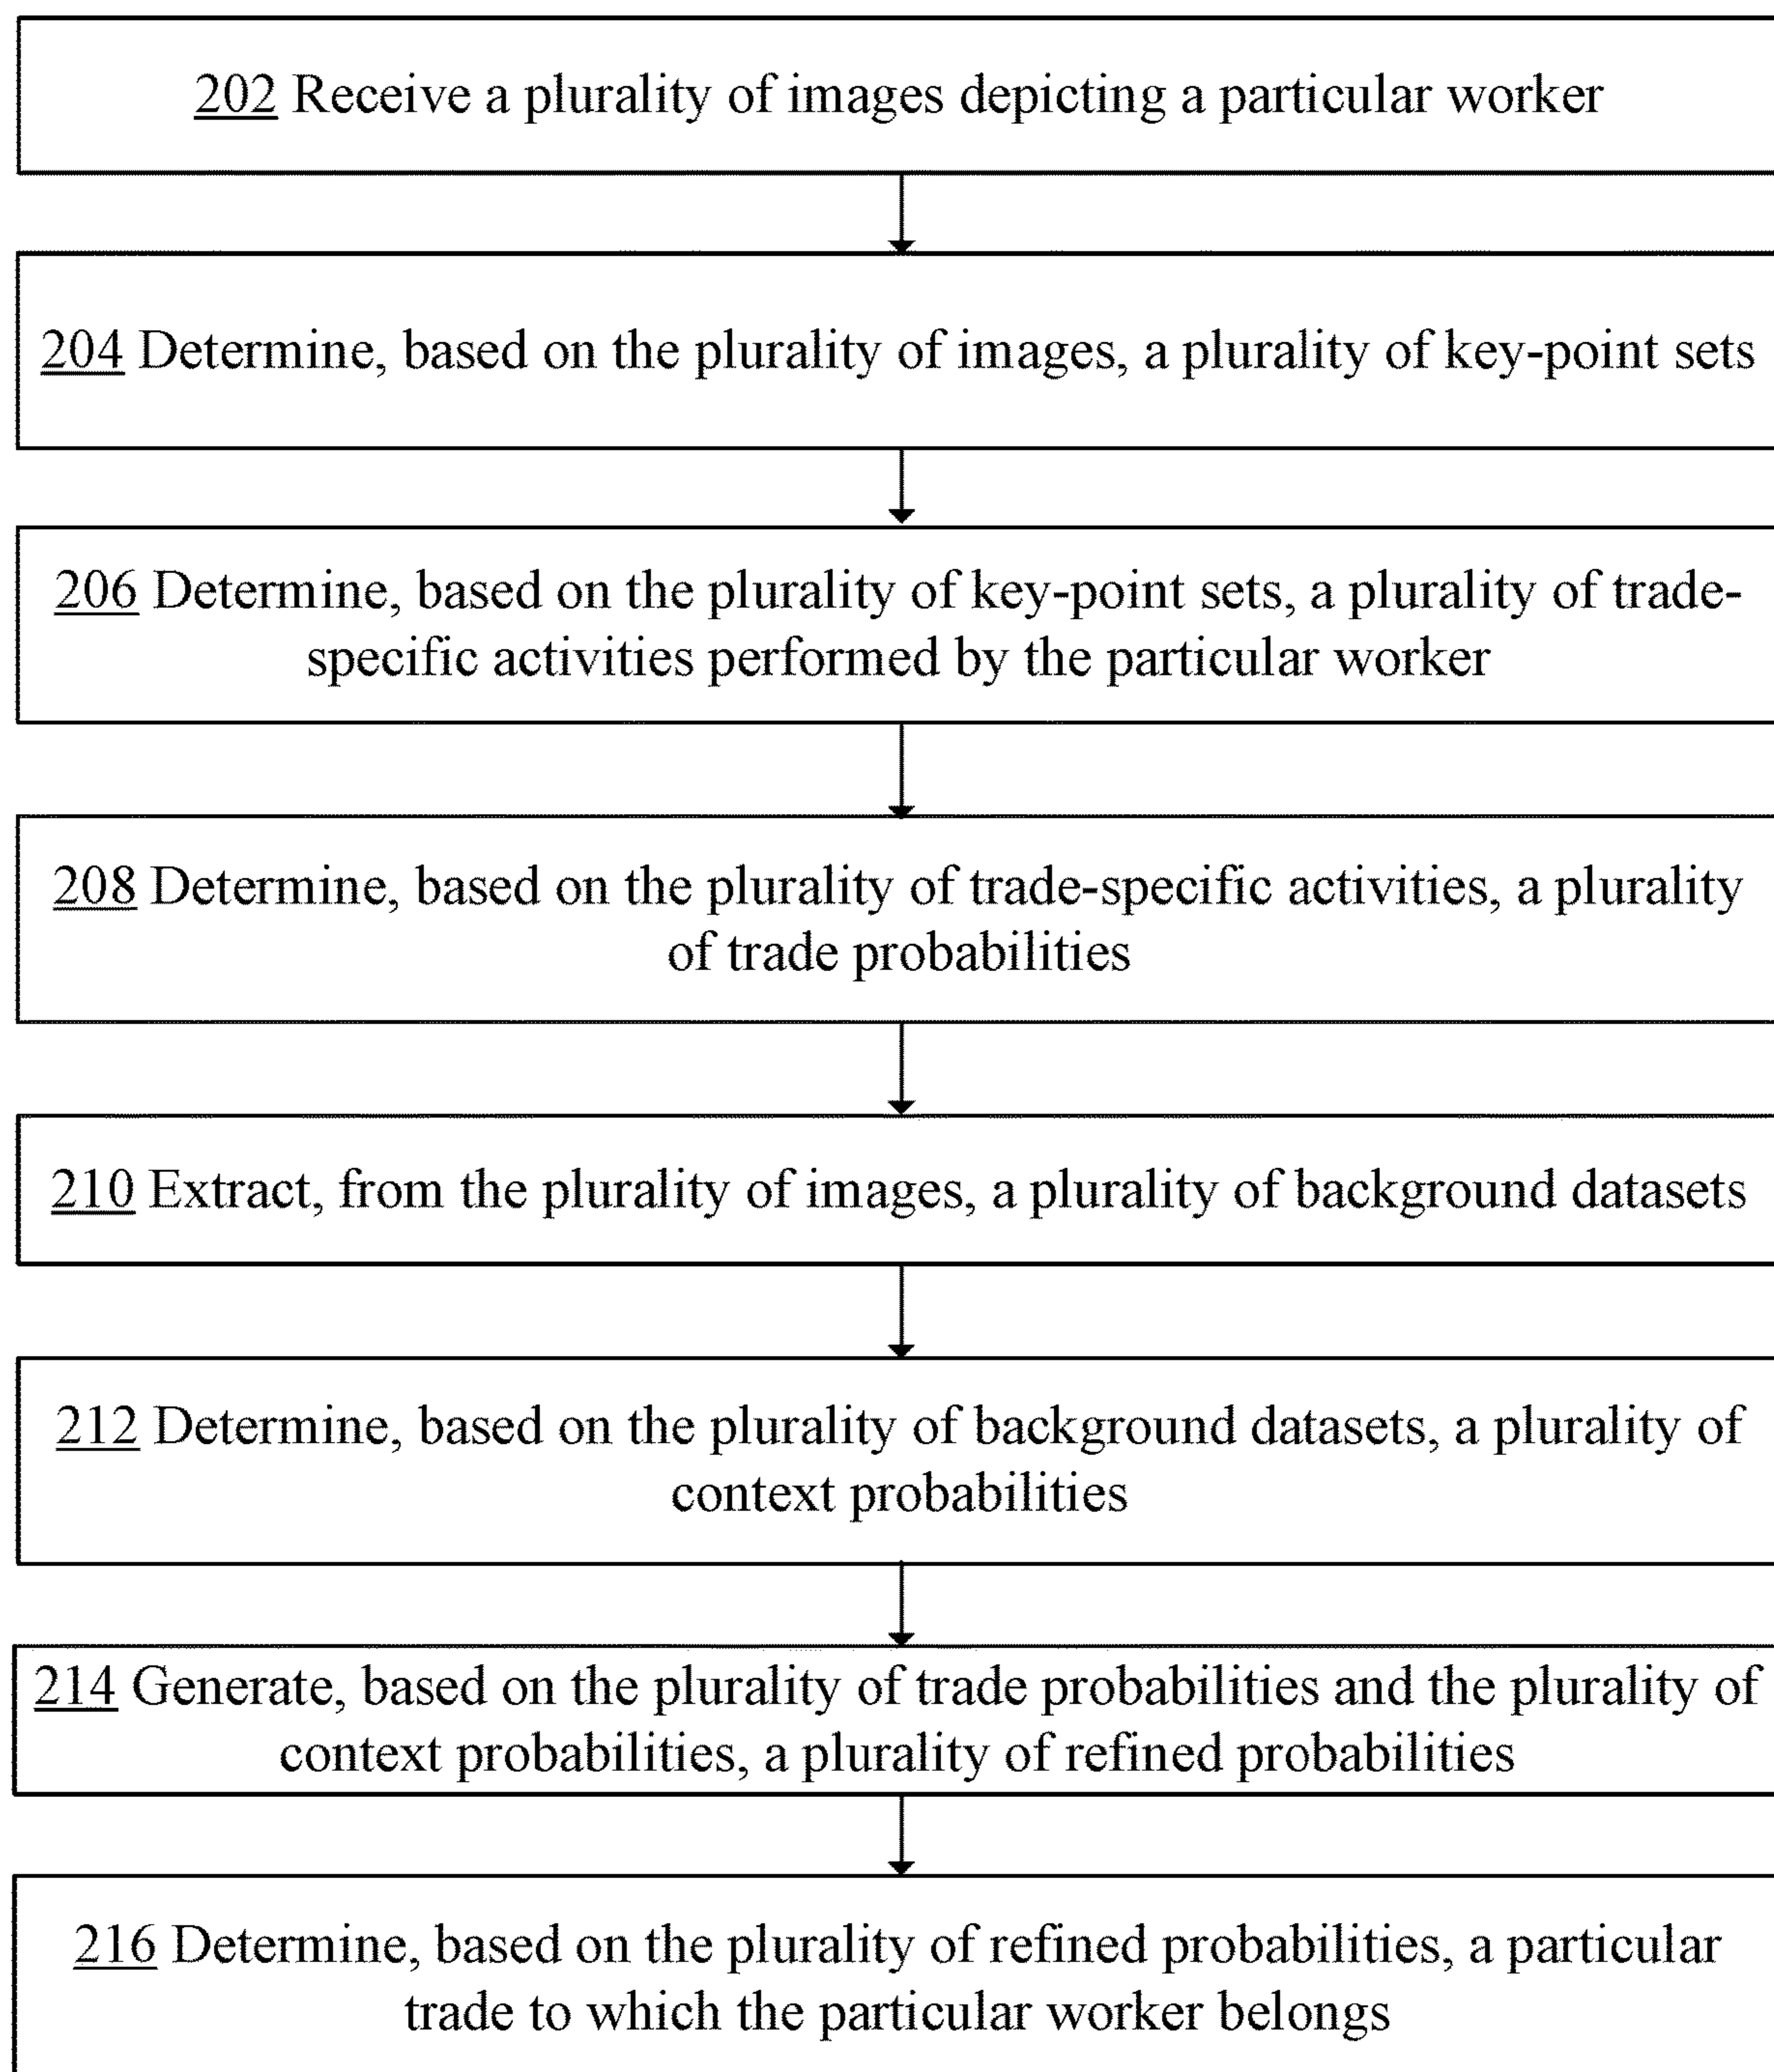 202 Receive a plurality of images depicting a particular worker
204 Determine, based on the plurality of images, a plurality of key-point sets
206 Determine, based on the plurality of key-point sets, a plurality of trade-
specific activities performed by the particular worker
208 Determine, based on the plurality of trade-specific activities, a plurality
of trade probabilities
210 Extract, from the plurality of images, a plurality of background datasets
212 Determine, based on the plurality of background datasets, a plurality of
context probabilities
214 Generate, based on the plurality of trade probabilities and the plurality of
context probabilities, a plurality of refined probabilities
216 Determine, based on the plurality of refined probabilities, a particular
trade to which the particular worker belongs